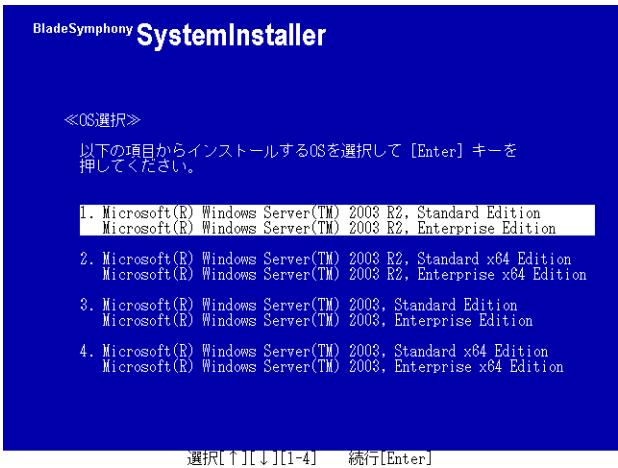 BladeSymphony SystemInstaller
≪OS選択≫
以下の項目からインストールするOSを選択して [Enter] キーを
押してください。
1. Microsoft(R) Windows Server(TM) 2003 R2, Standard Edition
Microsoft(R) Windows Server(TM) 2003 R2, Enterprise Edition
2. Microsoft(R) Windows Server(TM) 2003 R2, Standard x64 Edition
Microsoft(R) Windows Server(TM) 2003 R2, Enterprise x64 Edition
3. Microsoft(R) Windows Server(TM) 2003, Standard Edition
Microsoft(R) Windows Server(TM) 2003, Enterprise Edition
4. Microsoft(R) Windows Server(TM) 2003, Standard x64 Edition
Microsoft(R) Windows Server(TM) 2003, Enterprise x64 Edition
選択[↑][↓][1-4] 続行[Enter]